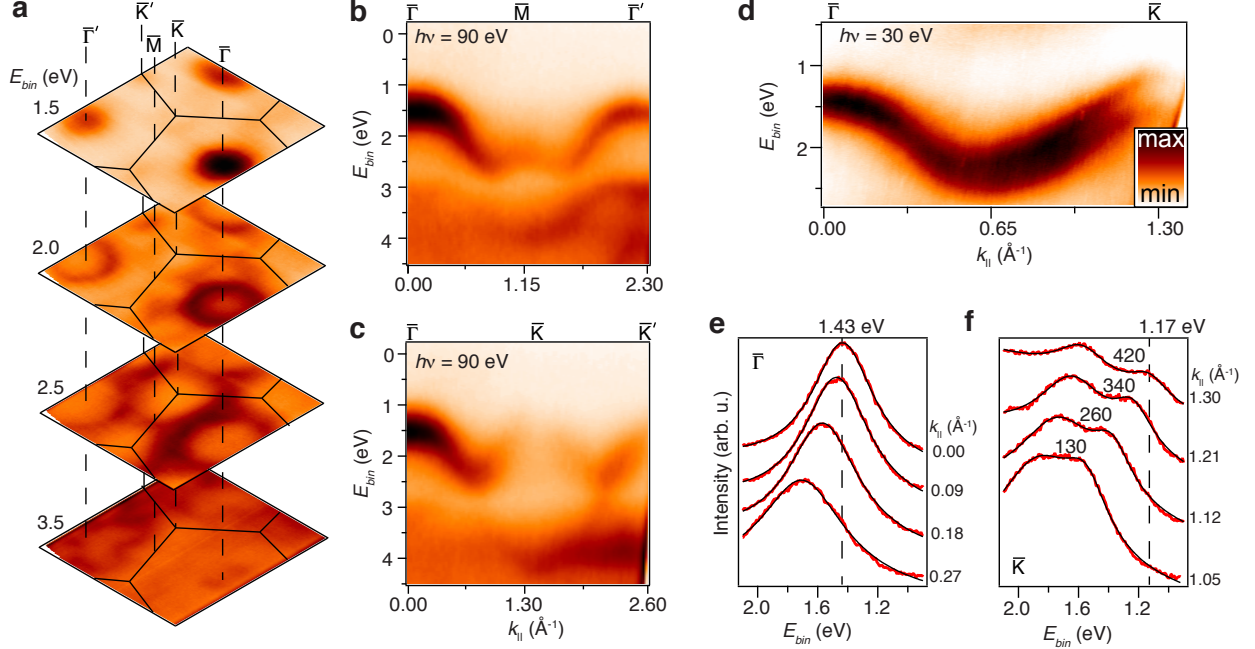 a
K̅′
K̅
Γ̅′
M̅
Γ̅
E_bin (eV)
1.5
2.0
2.5
3.5
b
Γ̅
M̅
Γ̅′
hν = 90 eV
0
1
2
3
4
E_bin (eV)
0.00
1.15
2.30
c
Γ̅
K̅
K̅′
hν = 90 eV
0
1
2
3
4
E_bin (eV)
0.00
1.30
2.60
k_|| (Å⁻¹)
d
Γ̅
K̅
hν = 30 eV
1
2
E_bin (eV)
max
min
0.00
0.65
1.30
k_|| (Å⁻¹)
e
1.43 eV
Γ̅
Intensity (arb. u.)
k_|| (Å⁻¹)
0.00
0.09
0.18
0.27
2.0
1.6
1.2
E_bin (eV)
f
1.17 eV
420
340
260
130
K̅
k_|| (Å⁻¹)
1.30
1.21
1.12
1.05
2.0
1.6
1.2
E_bin (eV)